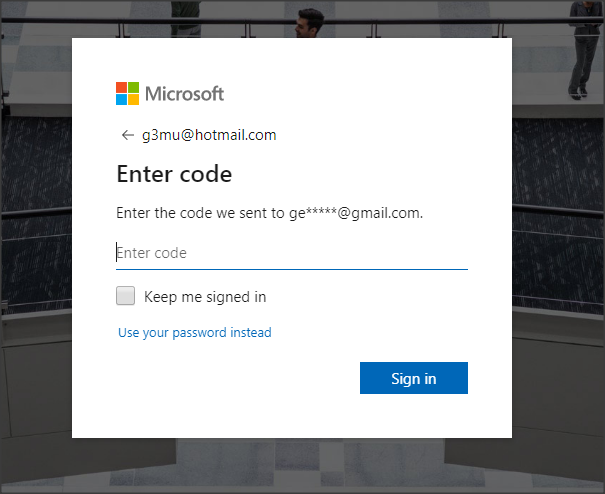 Microsoft
g3mu@hotmail.com
Enter code
Enter the code we sent to ge*****@gmail.com.
Enter code
Keep me signed in
Use your password instead
Sign in